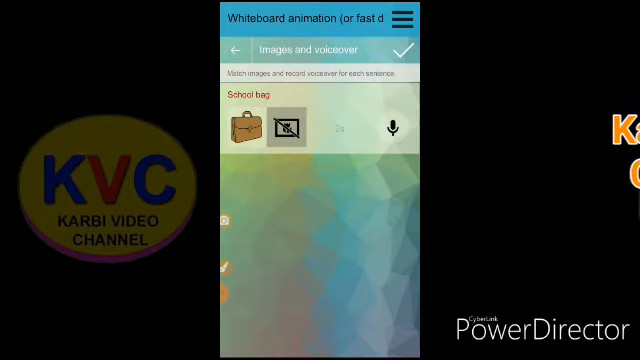 Whiteboard animation (or fast d
Images and voiceover
Match images and record voiceover for each sentence.
School bag
2s
KVC
KARBI VIDEO
CHANNEL
Ka
CyberLink
PowerDirector